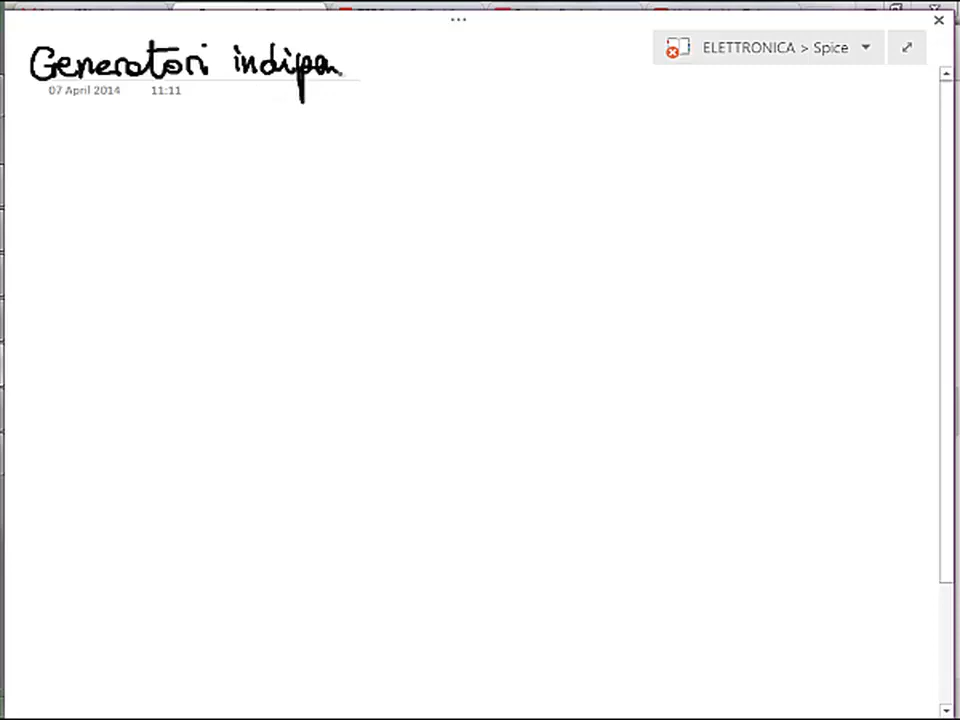 ELETTRONICA > Spice
Generatori indipen
07 April 2014 11:11